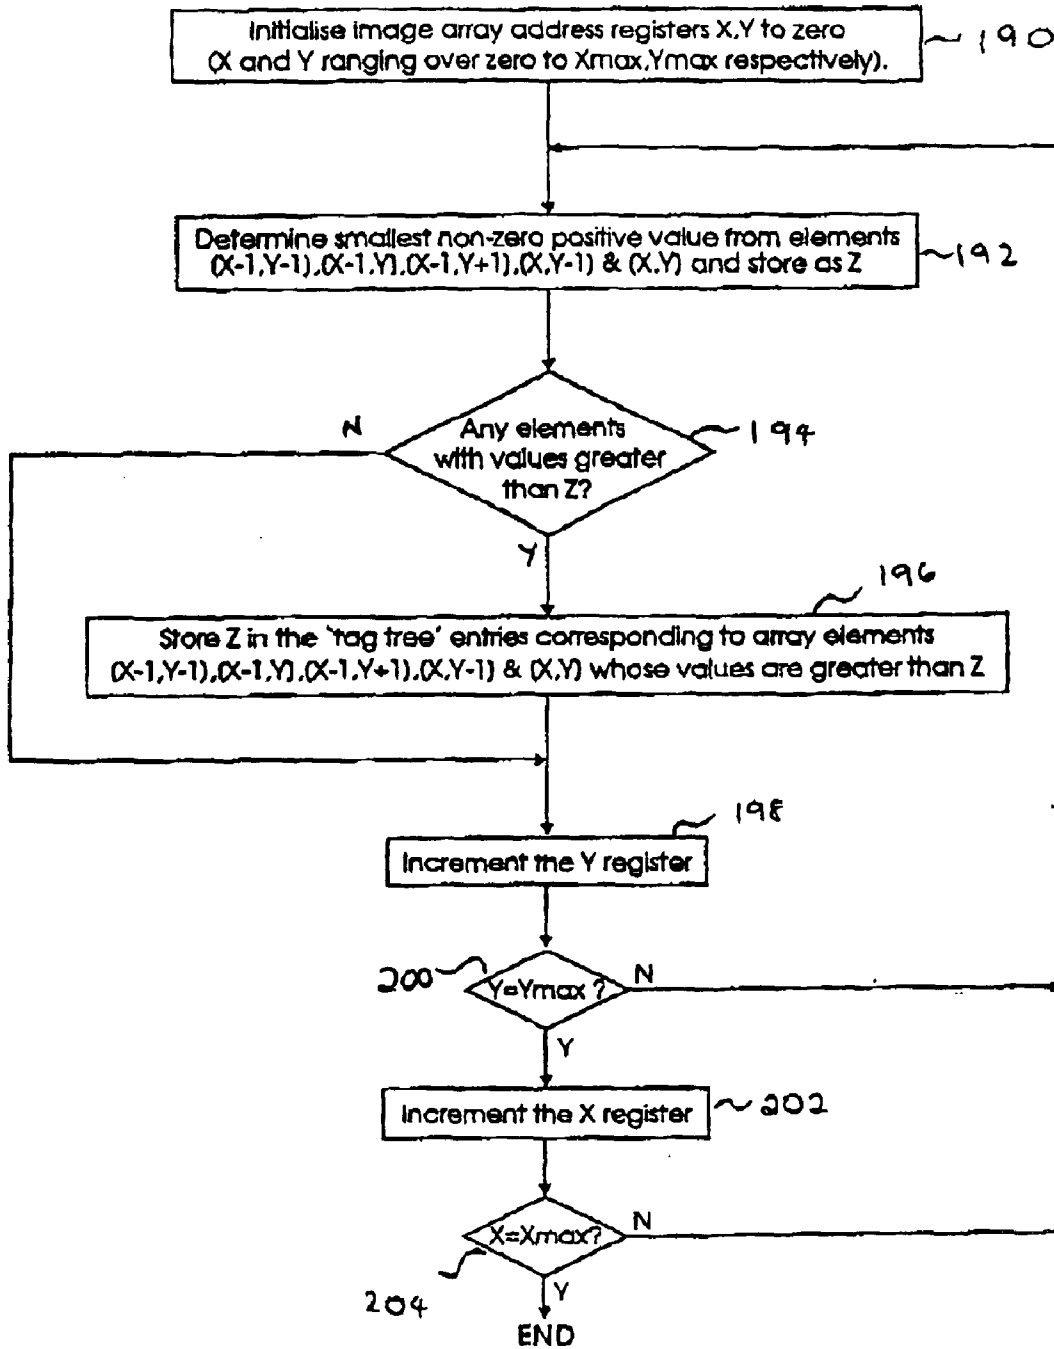 Initialise image array address registers X,Y to zero
(X and Y ranging over zero to Xmax,Ymax respectively).
190
Determine smallest non-zero positive value from elements
(X-1,Y-1),(X-1,Y),(X-1,Y+1),(X,Y-1) & (X,Y) and store as Z
192
N
Any elements
with values greater
than Z?
194
Y
196
Store Z in the 'tag tree' entries corresponding to array elements
(X-1,Y-1),(X-1,Y),(X-1,Y+1),(X,Y-1) & (X,Y) whose values are greater than Z
198
Increment the Y register
200
Y=Ymax ?
N
Y
Increment the X register
202
X=Xmax?
N
204
Y
END